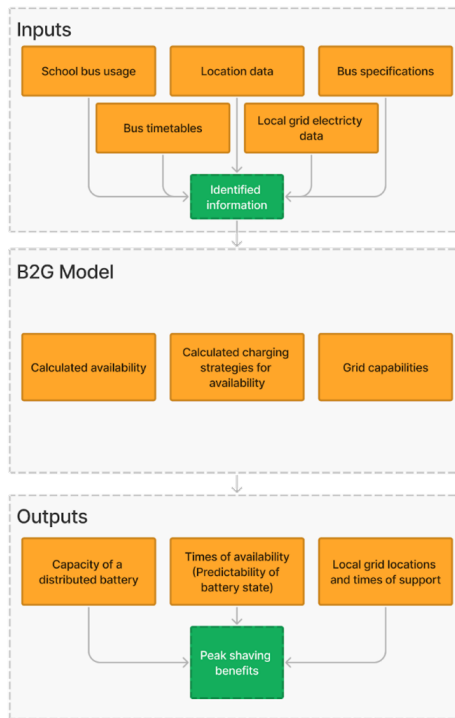 Inputs
School bus usage
Location data
Bus specifications
Bus timetables
Local grid electricty
data
Identified
information
B2G Model
Calculated availability
Calculated charging
strategies for
availability
Grid capabilities
Outputs
Capacity of a
distributed battery
Times of availability
(Predictability of
battery state)
Local grid locations
and times of support
Peak shaving
benefits